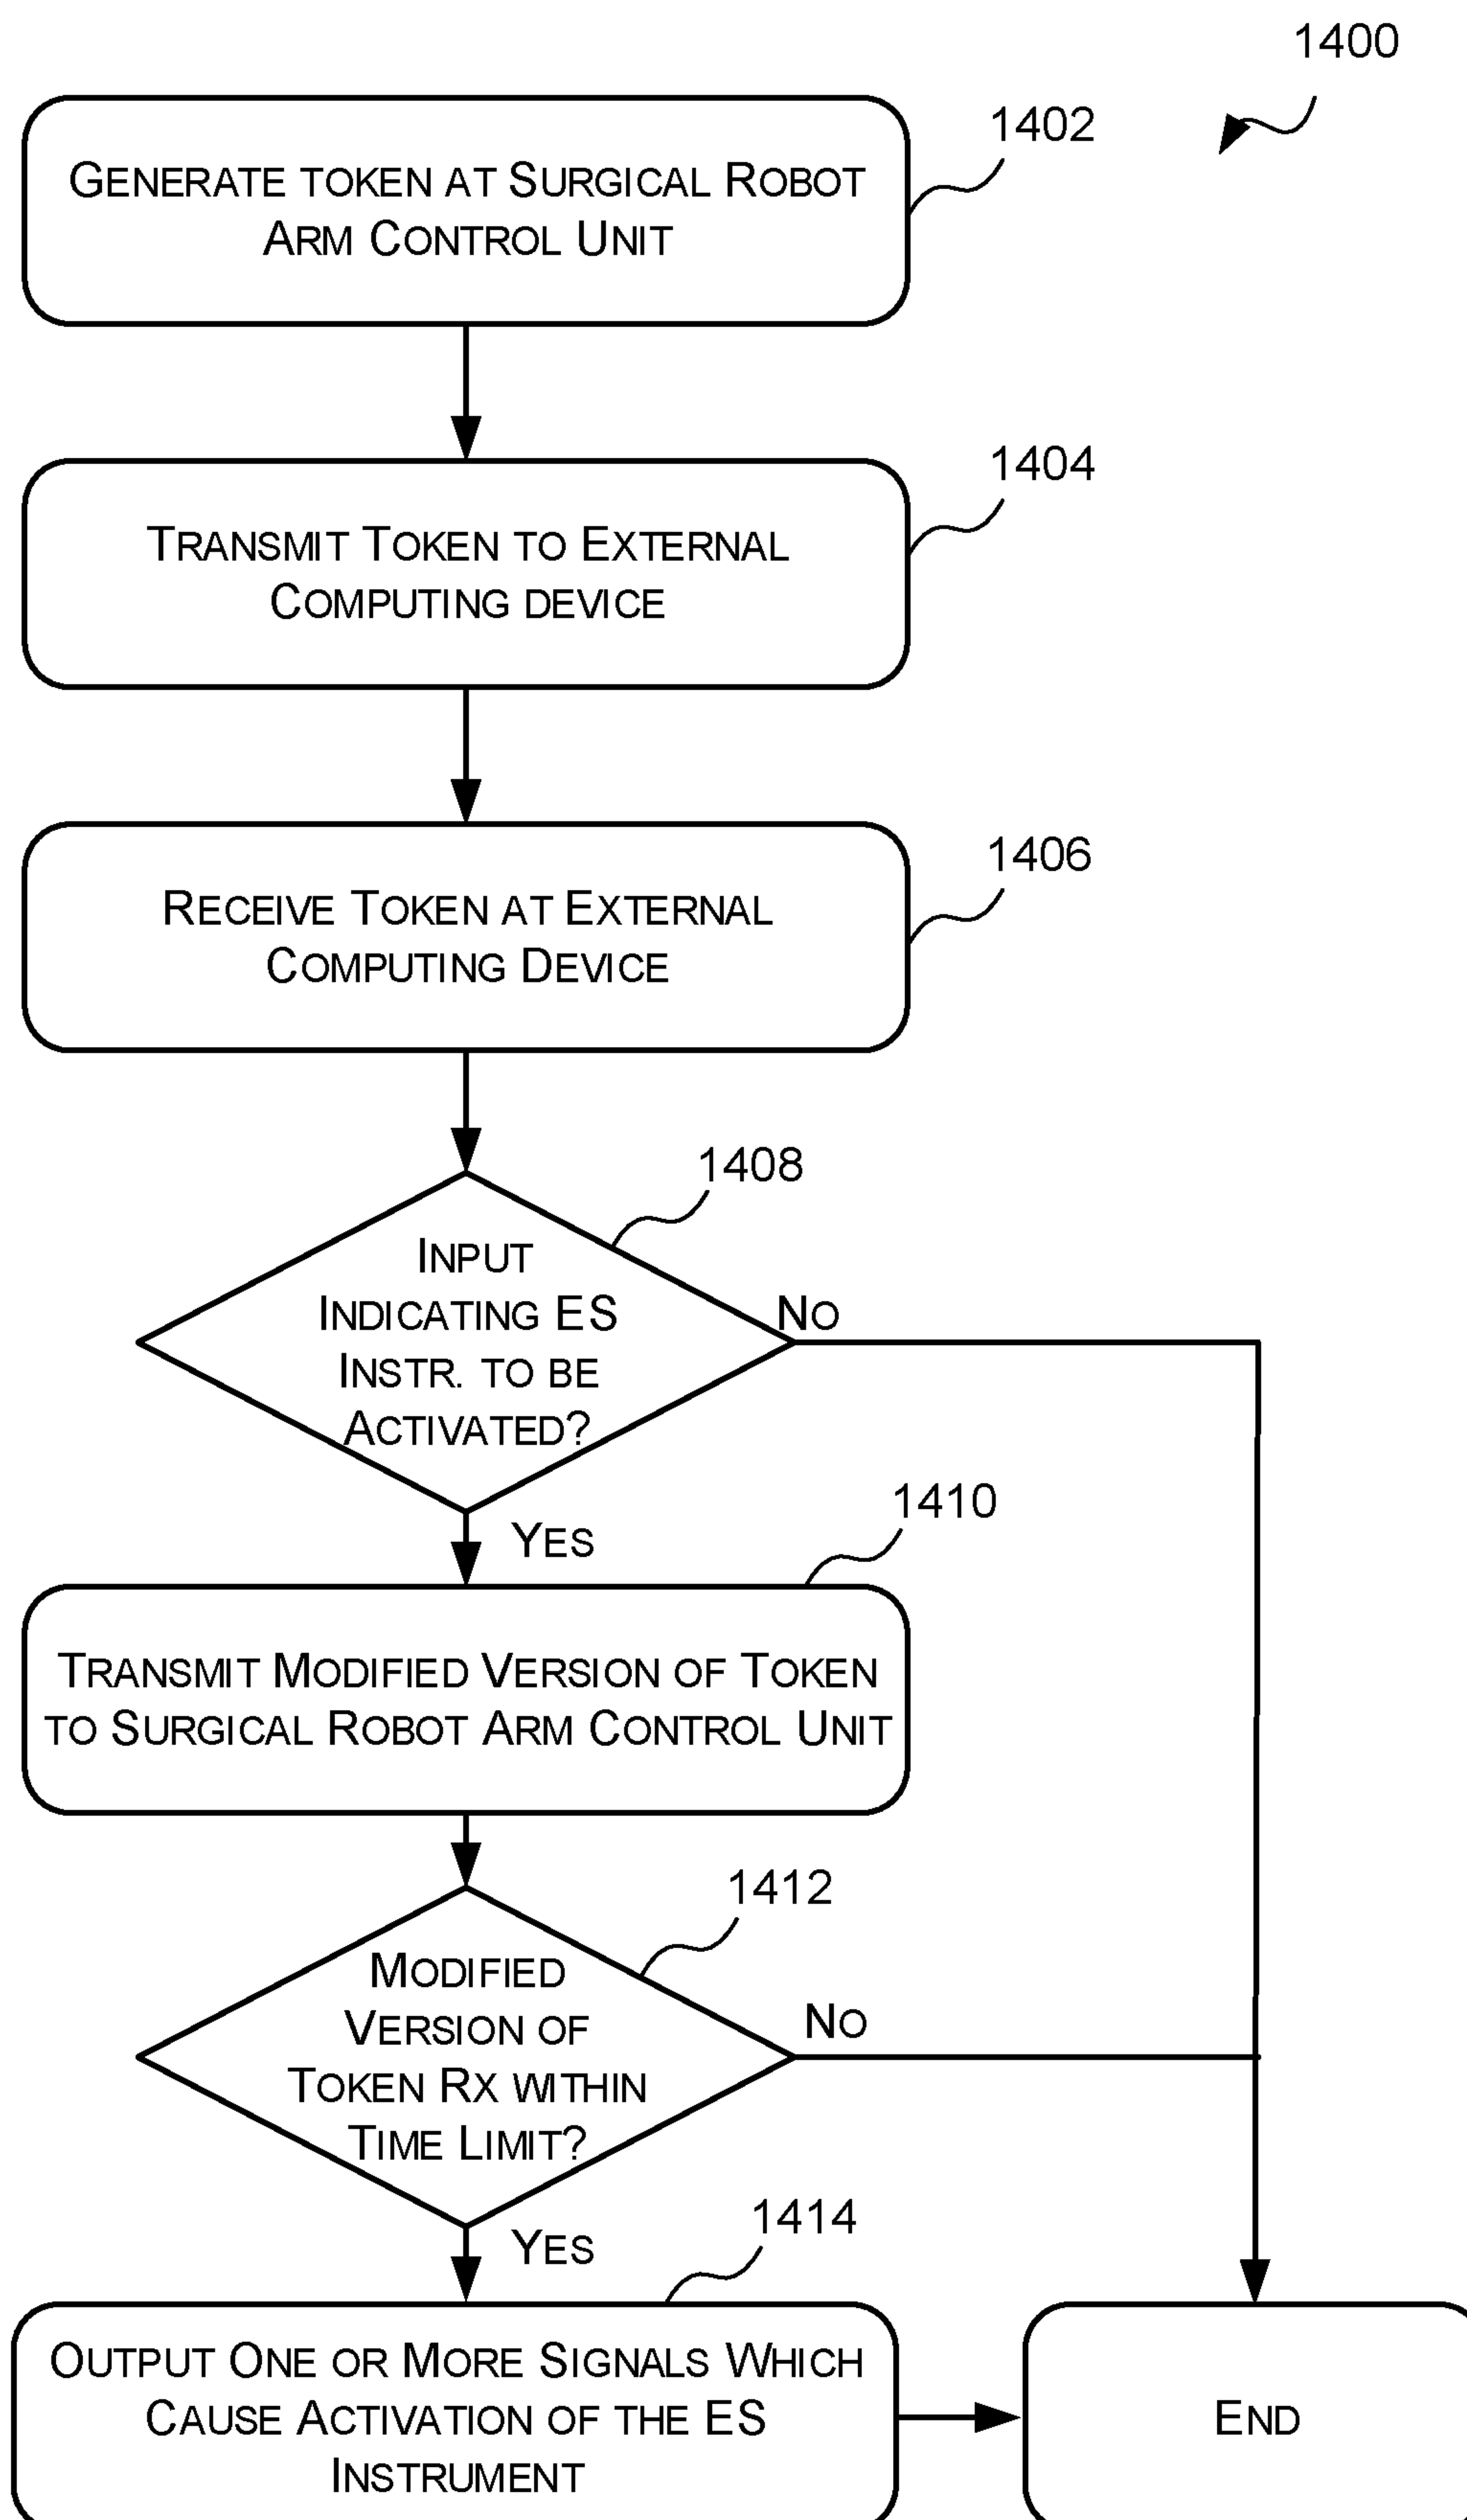 1400
1402
GENERATE TOKEN AT SURGICAL ROBOT
ARM CONTROL UNIT
1404
TRANSMIT TOKEN TO EXTERNAL
COMPUTING DEVICE
1406
RECEIVE TOKEN AT EXTERNAL
COMPUTING DEVICE
1408
INPUT
INDICATING ES
INSTR. TO BE
ACTIVATED?
NO
YES
1410
TRANSMIT MODIFIED VERSION OF TOKEN
TO SURGICAL ROBOT ARM CONTROL UNIT
1412
MODIFIED
VERSION OF
TOKEN RX WITHIN
TIME LIMIT?
NO
YES
1414
OUTPUT ONE OR MORE SIGNALS WHICH
CAUSE ACTIVATION OF THE ES
INSTRUMENT
END